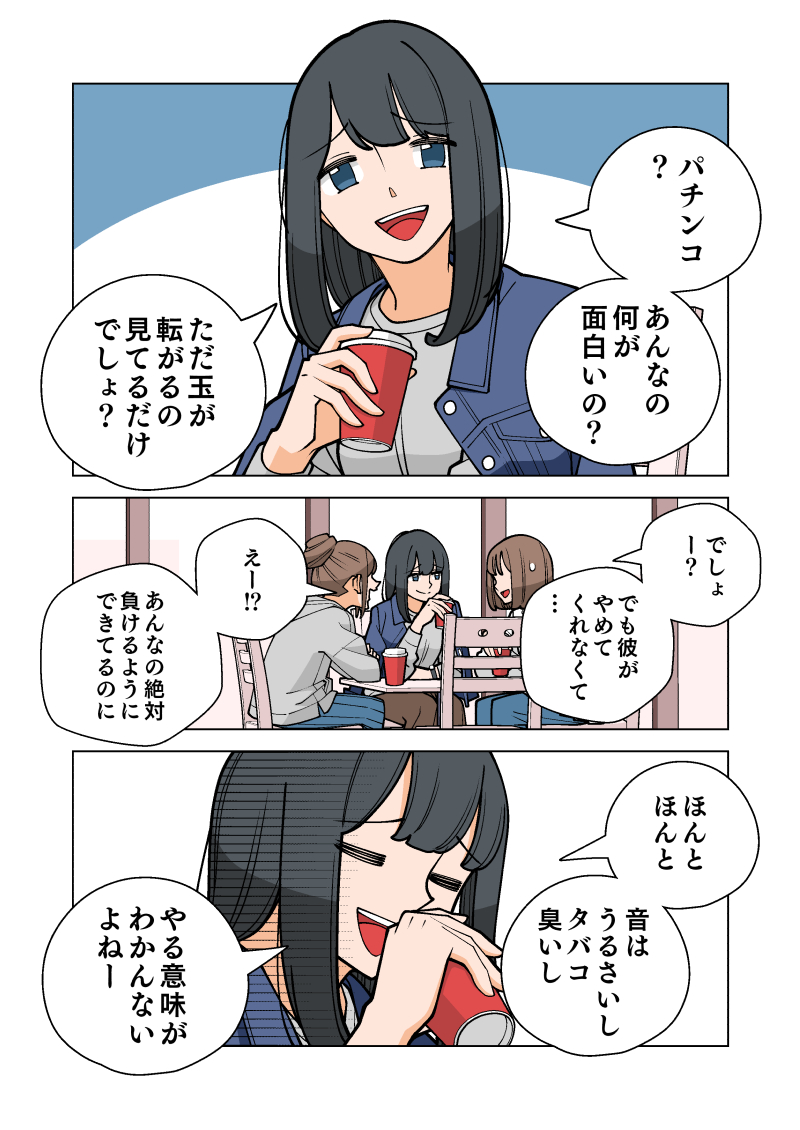 パチンコ
？
あんなの
何が
面白いの？
ただ玉が
転がるの
見てるだけ
でしょ？
でしょ
ー？
でも彼が
やめて
くれなくて
…
えー!?
あんなの絶対
負けるように
できてるのに
ほんと
ほんと
音は
うるさいし
タバコ
臭いし
やる意味が
わかんない
よねー